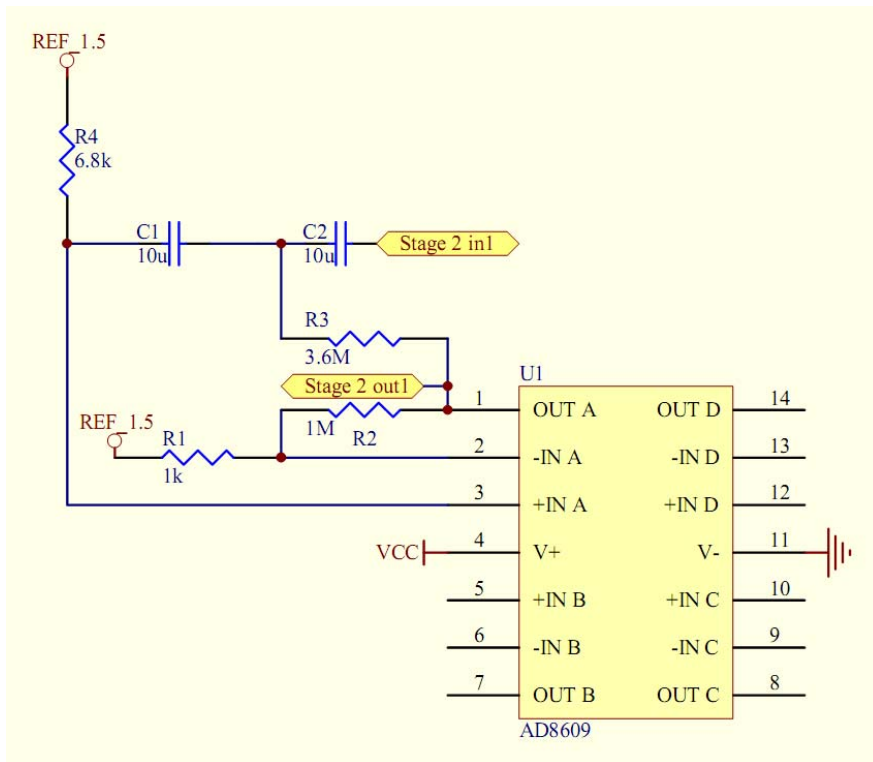 REF_1.5
R4
6.8k
C1
10u
C2
10u
Stage 2 in1
R3
3.6M
Stage 2 out1
1M
R2
REF_1.5
R1
1k
U1
1 OUT A OUT D 14
2 -IN A -IN D 13
3 +IN A +IN D 12
VCC 4 V+ V- 11
5 +IN B +IN C 10
6 -IN B -IN C 9
7 OUT B OUT C 8
AD8609